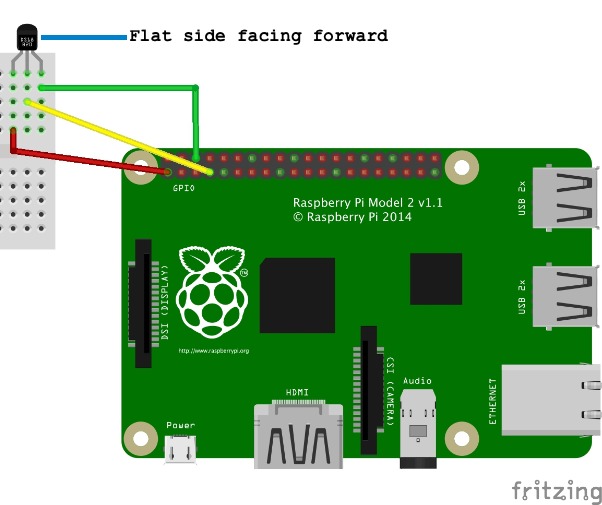 Flat side facing forward
GPIO
Raspberry Pi Model 2 v1.1
© Raspberry Pi 2014
USB 2x
DSI (DISPLAY)
http://www.raspberrypi.org
USB 2x
HDMI
CSI (CAMERA)
Audio
ETHERNET
Power
fritzing